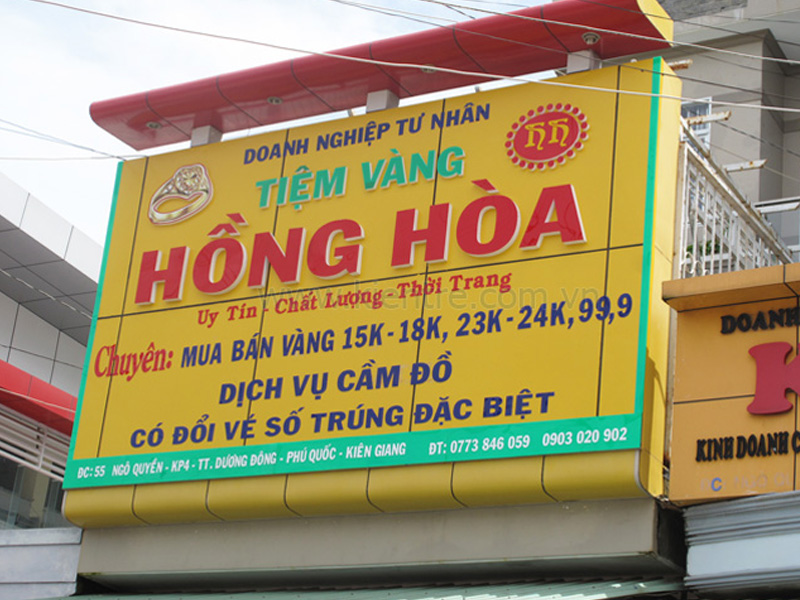 DOANH NGHIỆP TƯ NHÂN
HH
TIỆM VÀNG
HỒNG HÒA
Uy Tín - Chất Lượng - Thời Trang
Chuyên: MUA BÁN VÀNG 15K - 18K, 23K - 24K, 99,9
DỊCH VỤ CẦM ĐỒ
CÓ ĐỔI VÉ SỐ TRÚNG ĐẶC BIỆT
ĐC: 55 NGÔ QUYỀN - KP4 - TT. DƯƠNG ĐÔNG - PHÚ QUỐC - KIÊN GIANG ĐT: 0773 846 059 0903 020 902
DOANH
K
KINH DOANH